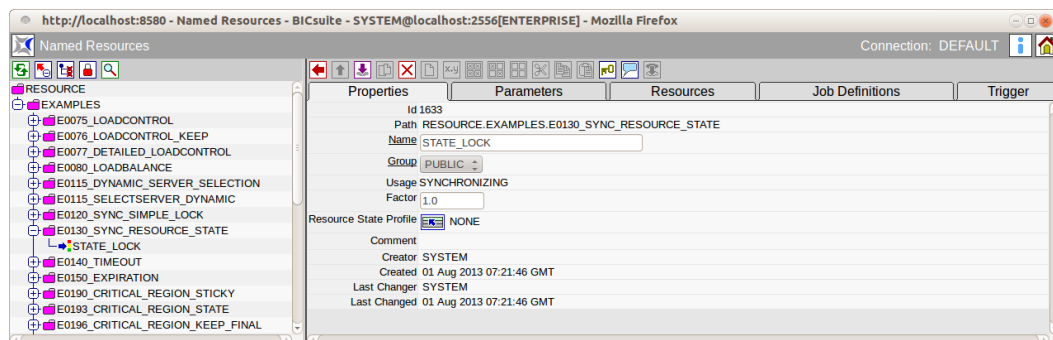 http://localhost:8580 - Named Resources - BICsuite - SYSTEM@localhost:2556[ENTERPRISE] - Mozilla Firefox
Named Resources
Connection: DEFAULT
RESOURCE
EXAMPLES
E0075_LOADCONTROL
E0076_LOADCONTROL_KEEP
E0077_DETAILED_LOADCONTROL
E0080_LOADBALANCE
E0115_DYNAMIC_SERVER_SELECTION
E0115_SELECTSERVER_DYNAMIC
E0120_SYNC_SIMPLE_LOCK
E0130_SYNC_RESOURCE_STATE
STATE_LOCK
E0140_TIMEOUT
E0150_EXPIRATION
E0190_CRITICAL_REGION_STICKY
E0193_CRITICAL_REGION_STATE
E0196_CRITICAL_REGION_KEEP_FINAL
Properties Parameters Resources Job Definitions Trigger
Id 1633
Path RESOURCE.EXAMPLES.E0130_SYNC_RESOURCE_STATE
Name STATE_LOCK
Group PUBLIC
Usage SYNCHRONIZING
Factor 1.0
Resource State Profile NONE
Comment
Creator SYSTEM
Created 01 Aug 2013 07:21:46 GMT
Last Changer SYSTEM
Last Changed 01 Aug 2013 07:21:46 GMT